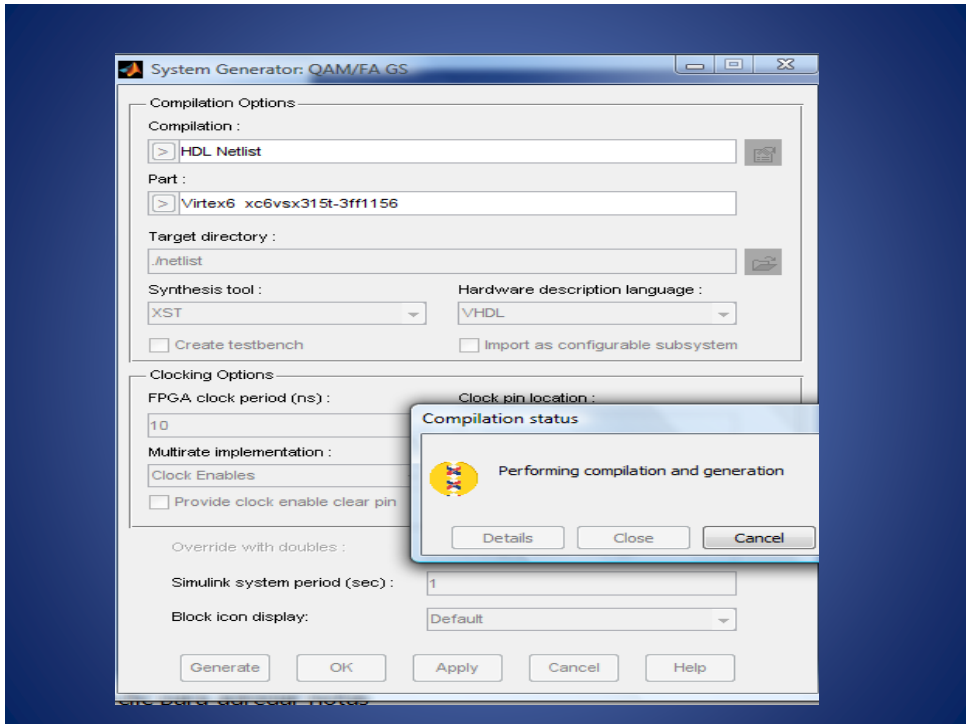 System Generator: QAM/FA GS
Compilation Options
Compilation :
> HDL Netlist
Part :
> Virtex6 xc6vsx315t-3ff1156
Target directory :
./netlist
Synthesis tool : Hardware description language :
XST VHDL
Create testbench Import as configurable subsystem
Clocking Options
FPGA clock period (ns) : Clock pin location :
10
Compilation status
Multirate implementation :
Clock Enables
Performing compilation and generation
Provide clock enable clear pin
Details Close Cancel
Override with doubles :
Simulink system period (sec) : 1
Block icon display: Default
Generate OK Apply Cancel Help
para agregar notas